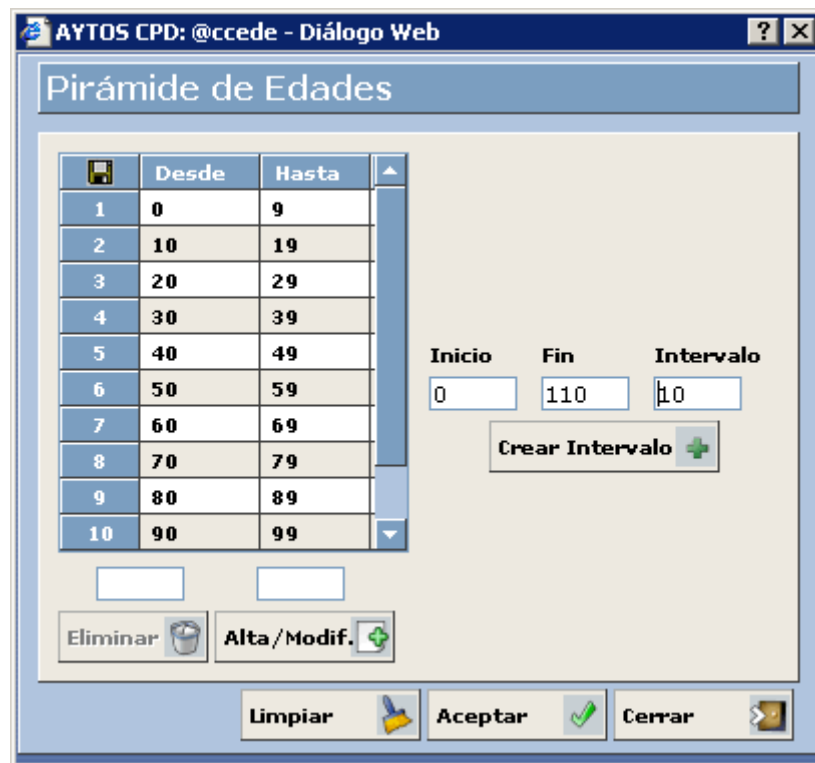 AYTOS CPD: @ccede - Diálogo Web
Pirámide de Edades
Desde Hasta
1 0 9
2 10 19
3 20 29
4 30 39
5 40 49
6 50 59
7 60 69
8 70 79
9 80 89
10 90 99
Inicio Fin Intervalo
0 110 10
Crear Intervalo
Eliminar Alta/Modif.
Limpiar Aceptar Cerrar